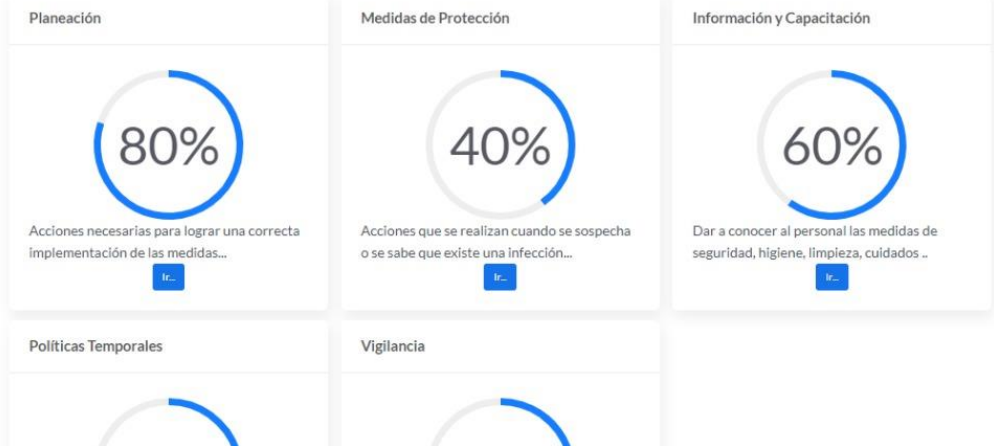 Planeación
Medidas de Protección
Información y Capacitación
80%
40%
60%
Acciones necesarias para lograr una correcta
implementación de las medidas...
Acciones que se realizan cuando se sospecha
o se sabe que existe una infección...
Dar a conocer al personal las medidas de
seguridad, higiene, limpieza, cuidados ..
Ir...
Ir...
Ir...
Políticas Temporales
Vigilancia